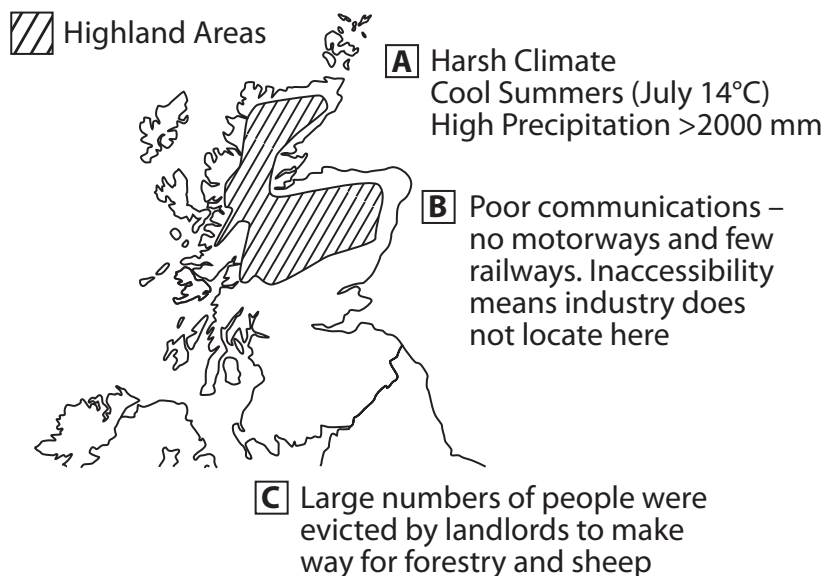 Highland Areas
A Harsh Climate
Cool Summers (July 14°C)
High Precipitation >2000 mm
B Poor communications –
no motorways and few
railways. Inaccessibility
means industry does
not locate here
C Large numbers of people were
evicted by landlords to make
way for forestry and sheep